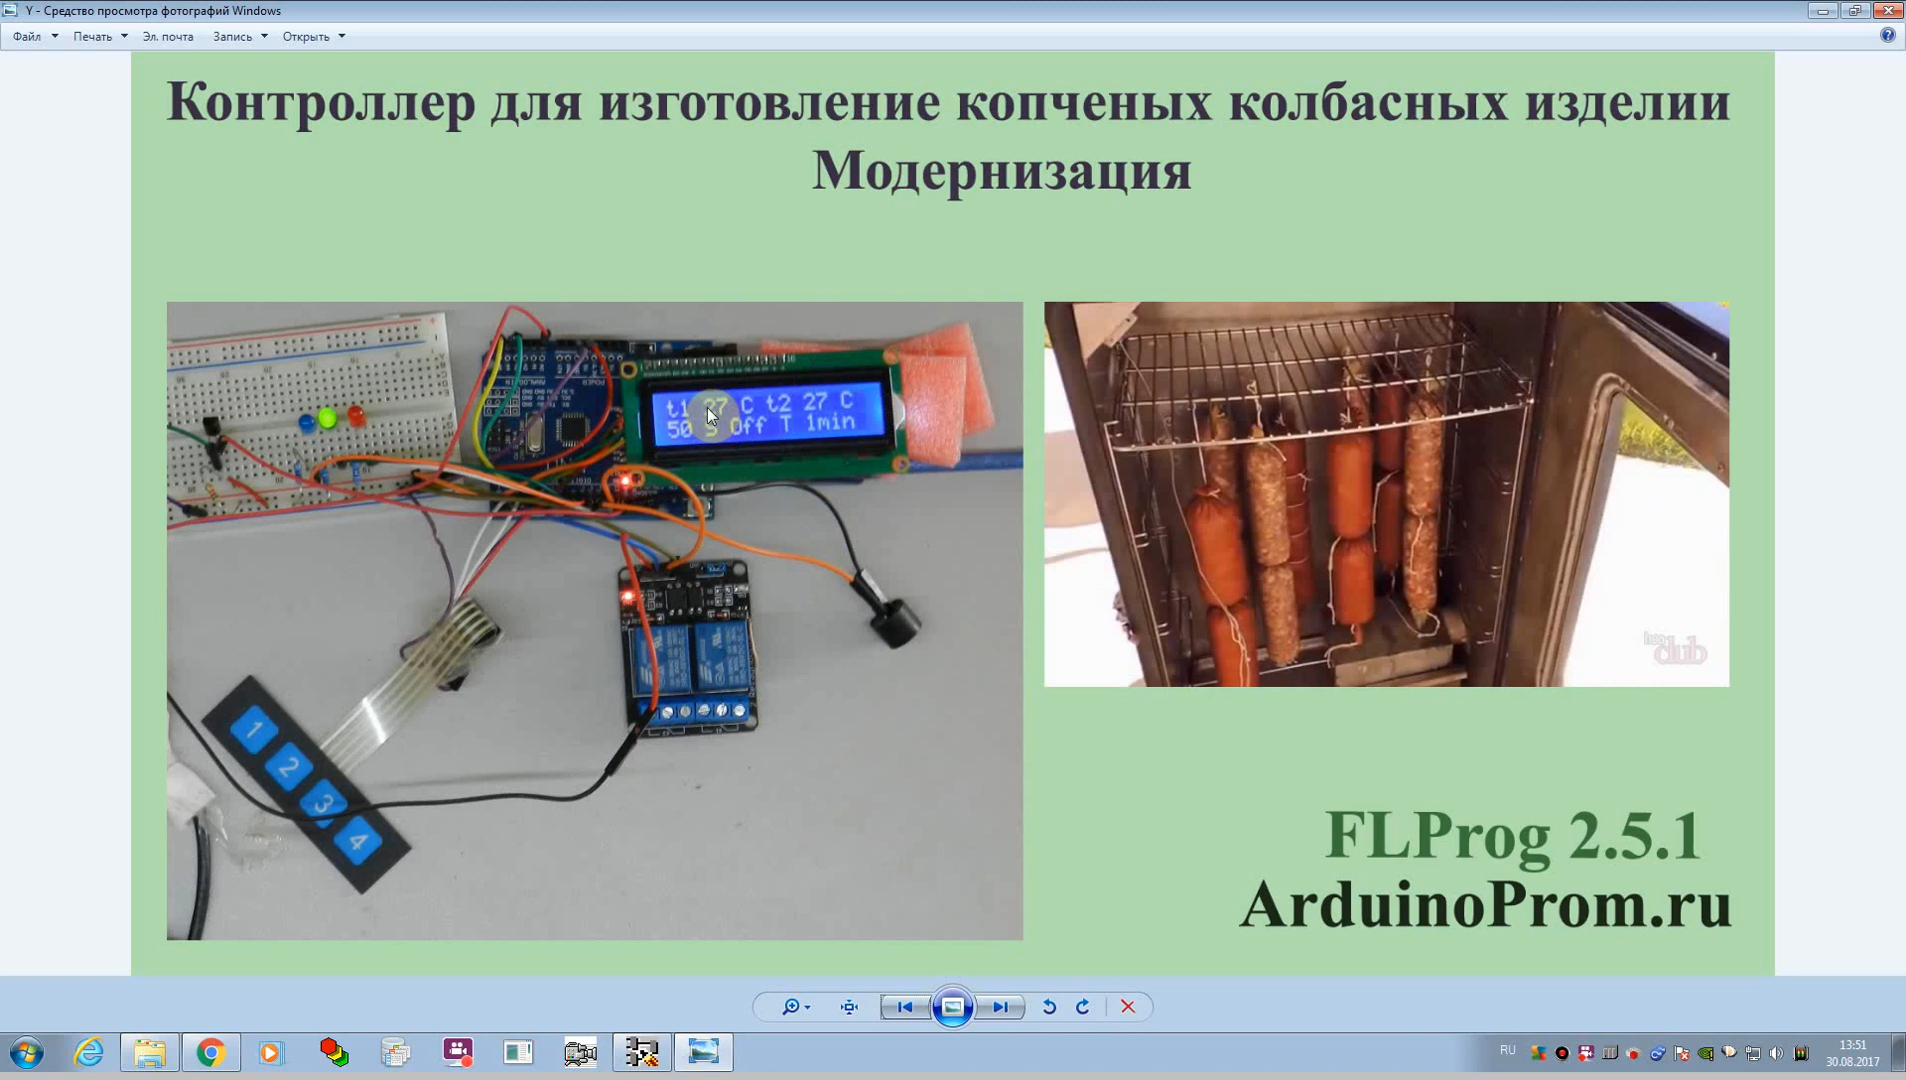 Y - Средство просмотра фотографий Windows
Файл Печать Эл. почта Запись Открыть
Контроллер для изготовление копченых колбасных изделии
Модернизация
t1 27 C t2 27 C
50 S Off T 1min
1
2
3
4
club
FLProg 2.5.1
ArduinoProm.ru
RU
13:51
30.08.2017